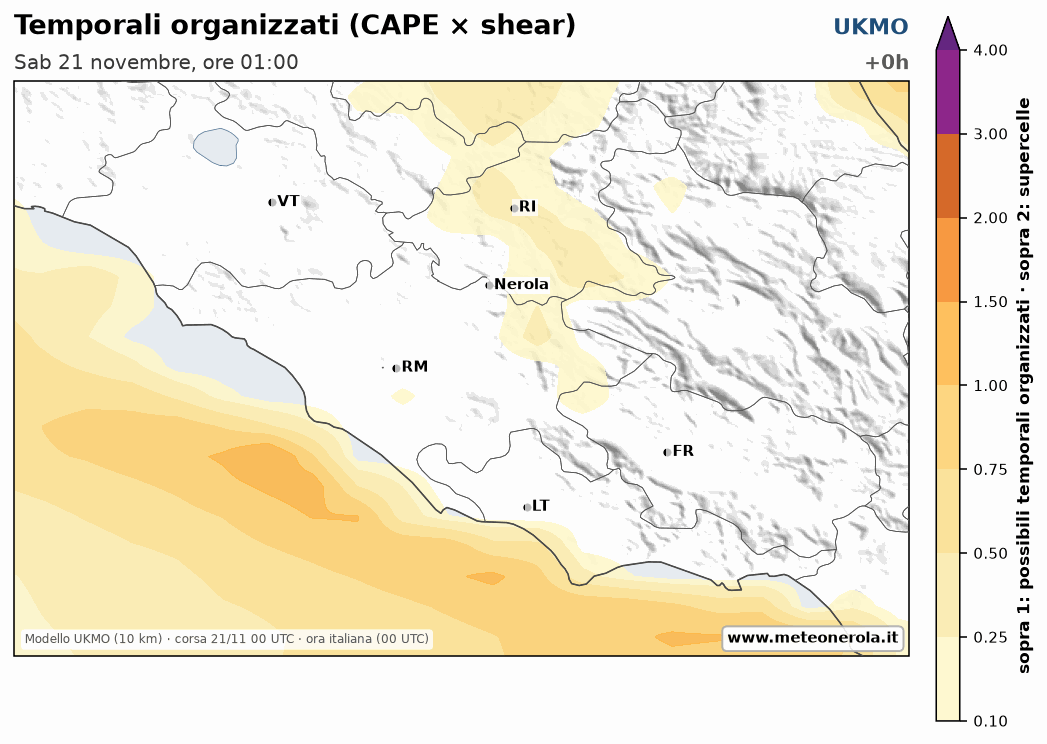 Temporali organizzati (CAPE × shear)
UKMO
Sab 21 novembre, ore 01:00
+0h
VT
RI
Nerola
RM
FR
LT
Modello UKMO (10 km) · corsa 21/11 00 UTC · ora italiana (00 UTC)
www.meteonerola.it
4.00
3.00
2.00
1.50
1.00
0.75
0.50
0.25
0.10
sopra 1: possibili temporali organizzati · sopra 2: supercelle